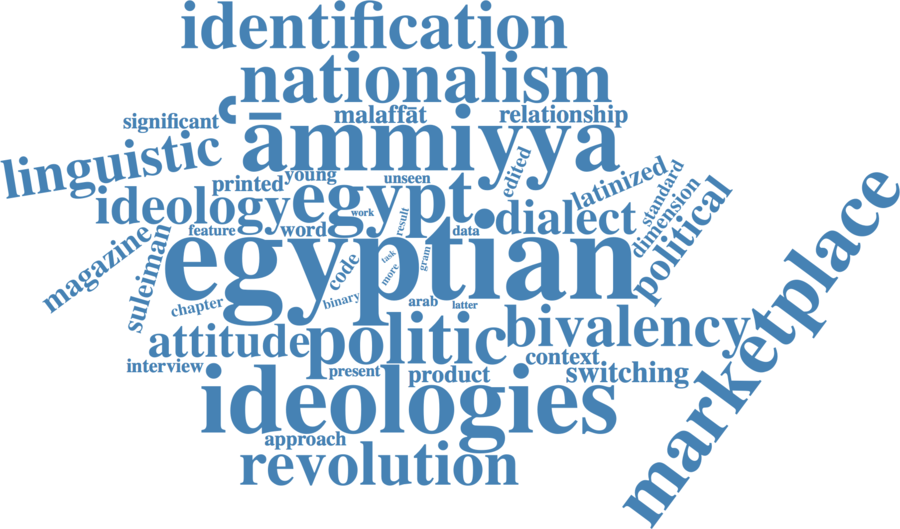 identification
nationalism
malaffāt
relationship
significant
ʿāmmiyya
linguistic
printed
young
unseen
edited
latinized
standard
dimension
political
ideology
egypt
work
result
dialect
feature
word
data
magazine
suleiman
egyptian
code
task
more
gram
binary
arab
latter
chapter
marketplace
attitude
politic
bivalency
context
interview
present
product
switching
ideologies
approach
revolution